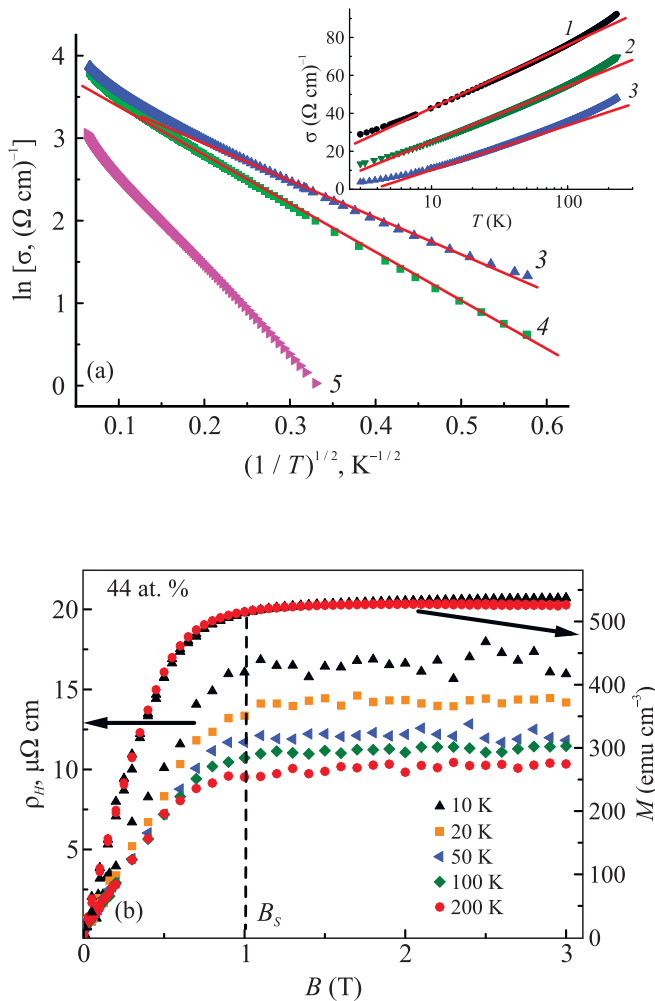 4
3
2
1
0
ln [σ, (Ω cm)⁻¹]
(a)
3
4
5
0.1 0.2 0.3 0.4 0.5 0.6
(1 / T)^1/2, K^−1/2
80
60
40
20
0
σ (Ω cm)⁻¹
1
2
3
10 100
T (K)
44 at. %
20
15
10
5
ρ_H, μΩ cm
500
400
300
200
100
0
M (emu cm⁻³)
10 K
20 K
50 K
100 K
200 K
(b)
B_S
0 1 2 3
B (T)